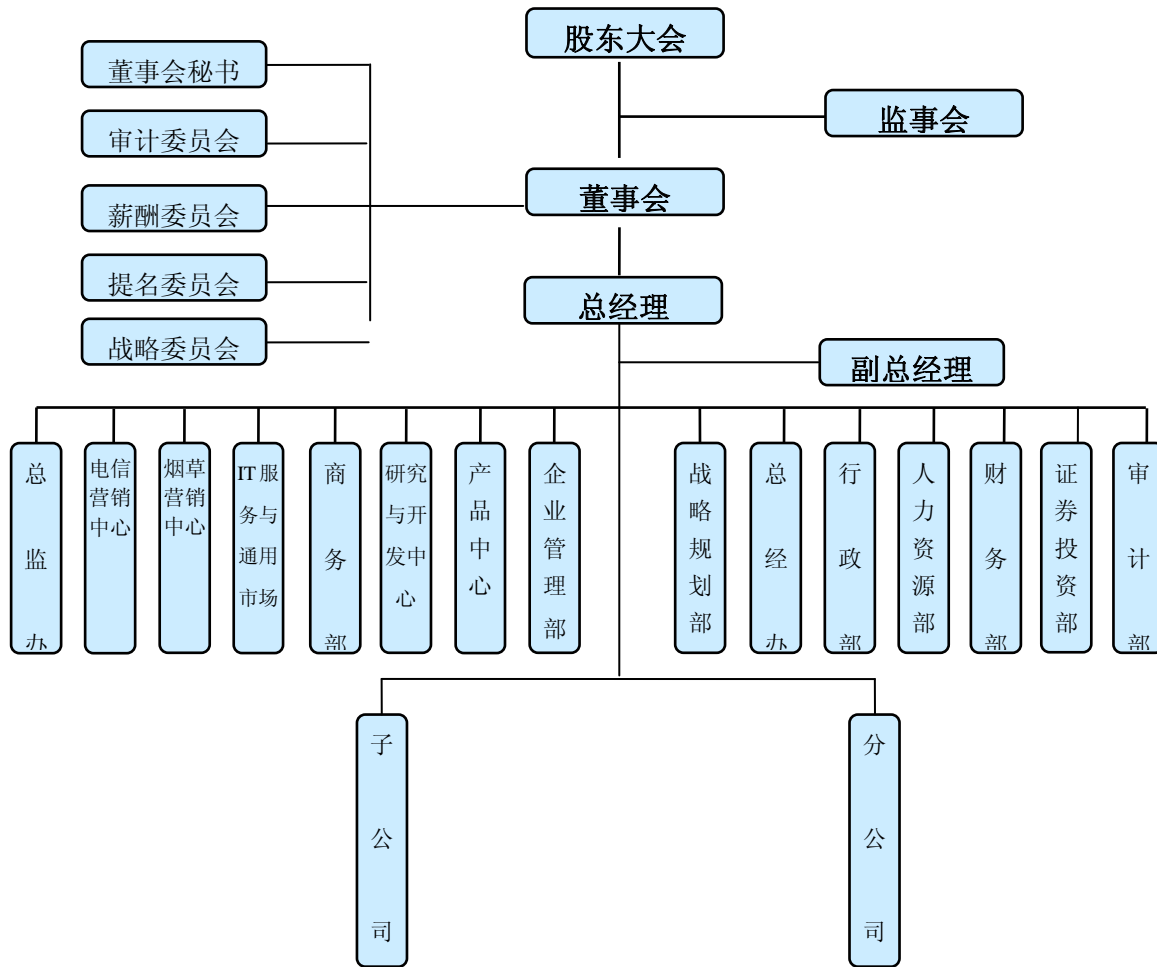 股东大会
董事会秘书
监事会
审计委员会
董事会
薪酬委员会
提名委员会
总经理
战略委员会
副总经理
总监办
电信
营销
中心
烟草
营销
中心
IT 服
务与
通用
市场
商务部
研究
与开
发中
心
产品中心
企业管理部
战略规划部
总经办
行政部
人力资源部
财务部
证券投资部
审计部
子公司
分公司